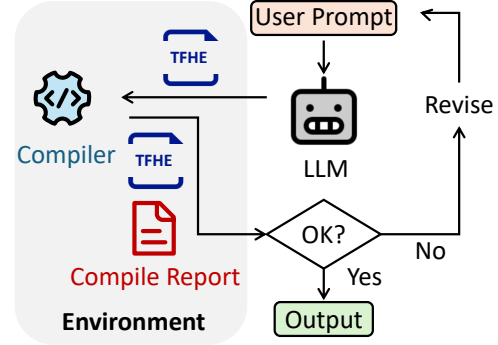 User Prompt
TFHE
Compiler
Revise
LLM
TFHE
OK?
No
Compile Report
Yes
Environment
Output